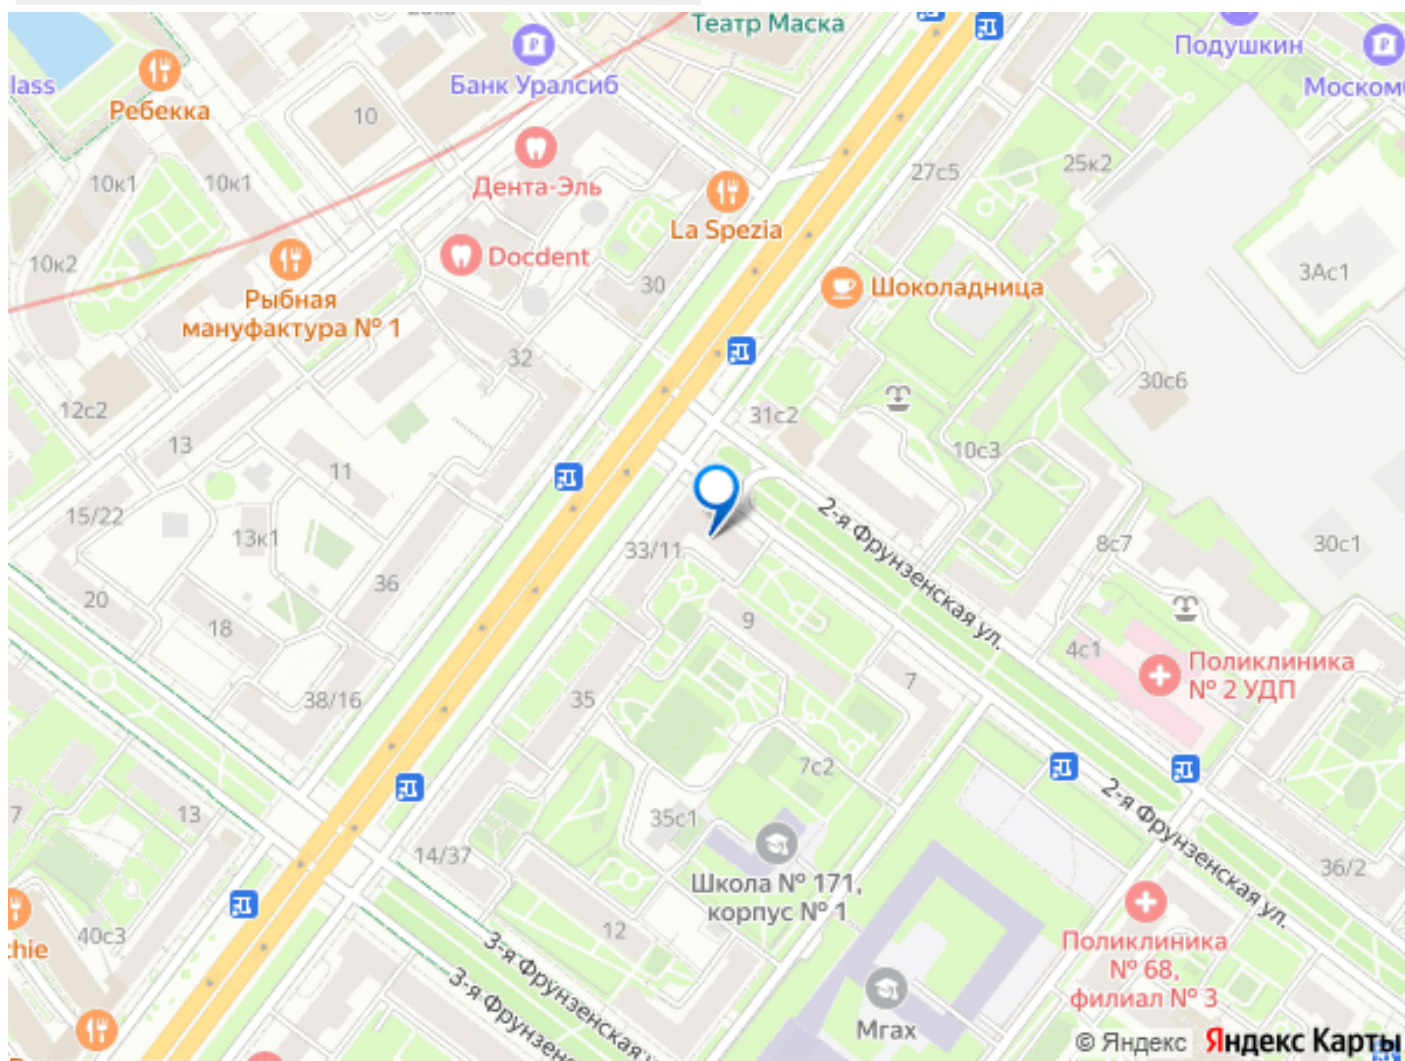 Театр Маска
Подушкин
lass
Ребекка
Банк Уралсиб
Моском
10
Дента-Эль
27с5
25к2
10к1
10к1
La Spezia
Docdent
10к2
30
3Ас1
Шоколадница
Рыбная
мануфактура № 1
32
30с6
12с2
31с2
13
11
10с3
15/22
2-я Фрунзенская ул.
13к1
33/11
8с7
30с1
36
20
18
9
4с1
Поликлиника
№ 2 УДП
7
38/16
35
7с2
7
13
35с1
2-я Фрунзенская ул.
14/37
36/2
Школа № 171,
корпус № 1
40с3
chie
12
3-я Фрунзенская
3-я Фрунзенс
Поликлиника
№ 68,
филиал № 3
Мгах
© Яндекс Яндекс Карты